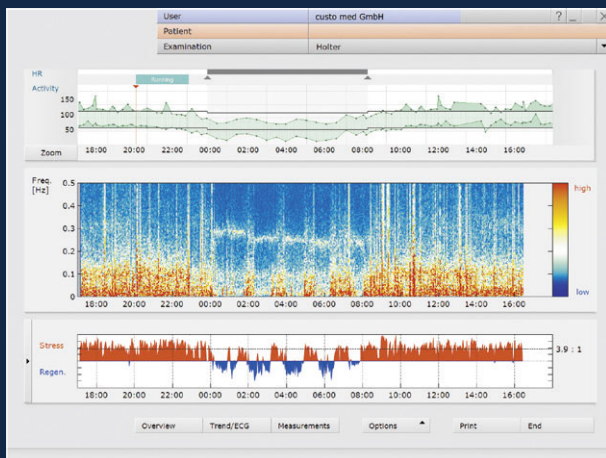 User custo med GmbH ? _ X
Patient
Examination Holter
HR
Running
Activity
150
100
50
Zoom 18:00 20:00 22:00 00:00 02:00 04:00 06:00 08:00 10:00 12:00 14:00 16:00
Freq. [Hz]
0.5 high
0.4
0.3
0.2
0.1
0 low
18:00 20:00 22:00 00:00 02:00 04:00 06:00 08:00 10:00 12:00 14:00 16:00
Stress 3.9 : 1
Regen.
18:00 20:00 22:00 00:00 02:00 04:00 06:00 08:00 10:00 12:00 14:00 16:00
Overview Trend/ECG Measurements Options Print End